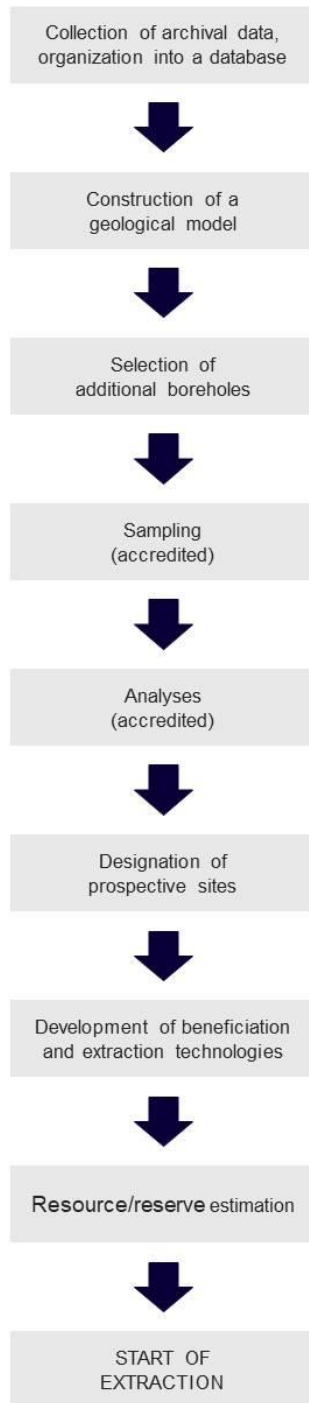 Collection of archival data,
organization into a database
Construction of a
geological model
Selection of
additional boreholes
Sampling
(accredited)
Analyses
(accredited)
Designation of
prospective sites
Development of beneficiation
and extraction technologies
Resource/reserve estimation
START OF
EXTRACTION